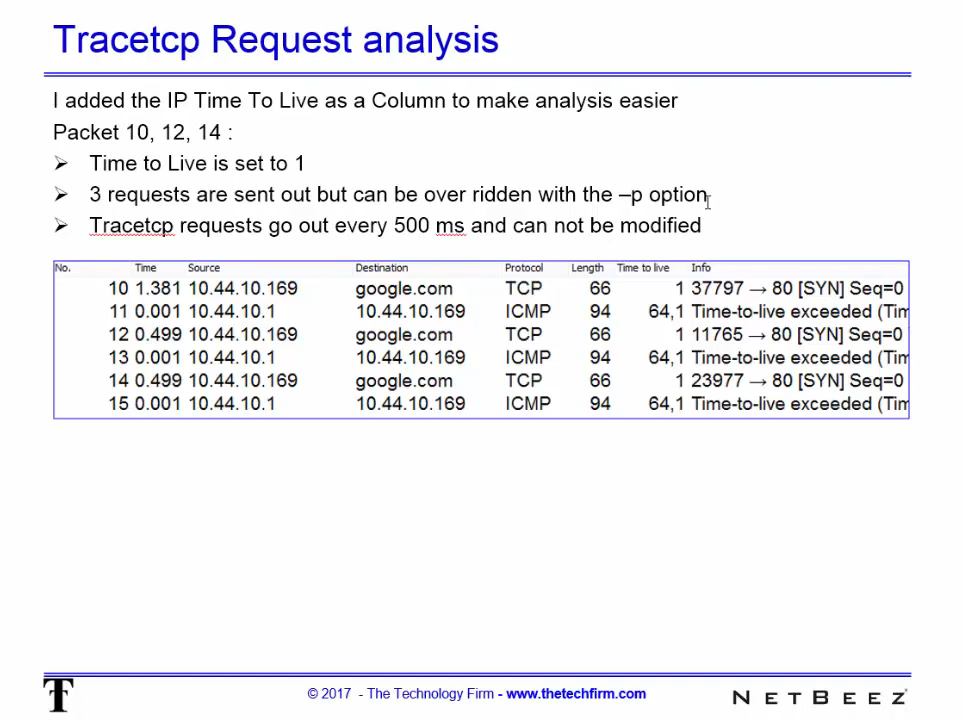 Tracetcp Request analysis
I added the IP Time To Live as a Column to make analysis easier
Packet 10, 12, 14 :
➢ Time to Live is set to 1
➢ 3 requests are sent out but can be over ridden with the –p option
➢ Tracetcp requests go out every 500 ms and can not be modified
No. Time Source Destination Protocol Length Time to live Info
10 1.381 10.44.10.169 google.com TCP 66 1 37797 → 80 [SYN] Seq=0
11 0.001 10.44.10.1 10.44.10.169 ICMP 94 64,1 Time-to-live exceeded (Tim
12 0.499 10.44.10.169 google.com TCP 66 1 11765 → 80 [SYN] Seq=0
13 0.001 10.44.10.1 10.44.10.169 ICMP 94 64,1 Time-to-live exceeded (Tim
14 0.499 10.44.10.169 google.com TCP 66 1 23977 → 80 [SYN] Seq=0
15 0.001 10.44.10.1 10.44.10.169 ICMP 94 64,1 Time-to-live exceeded (Tim
T
© 2017 - The Technology Firm - www.thetechfirm.com
NETBEEZ